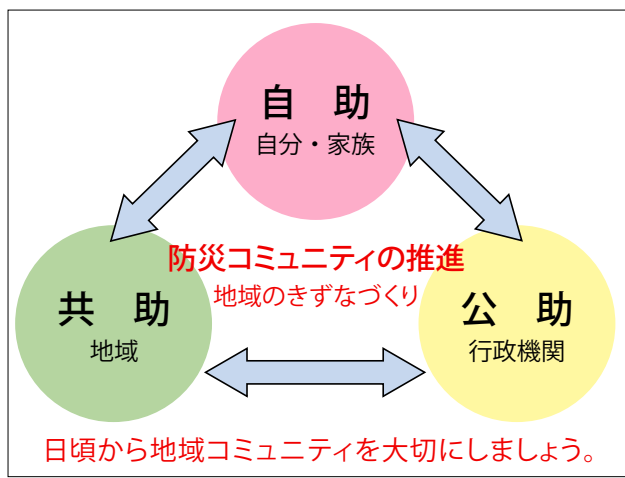 自　助
自分・家族
防災コミュニティの推進
地域のきずなづくり
共　助
地域
公　助
行政機関
日頃から地域コミュニティを大切にしましょう。